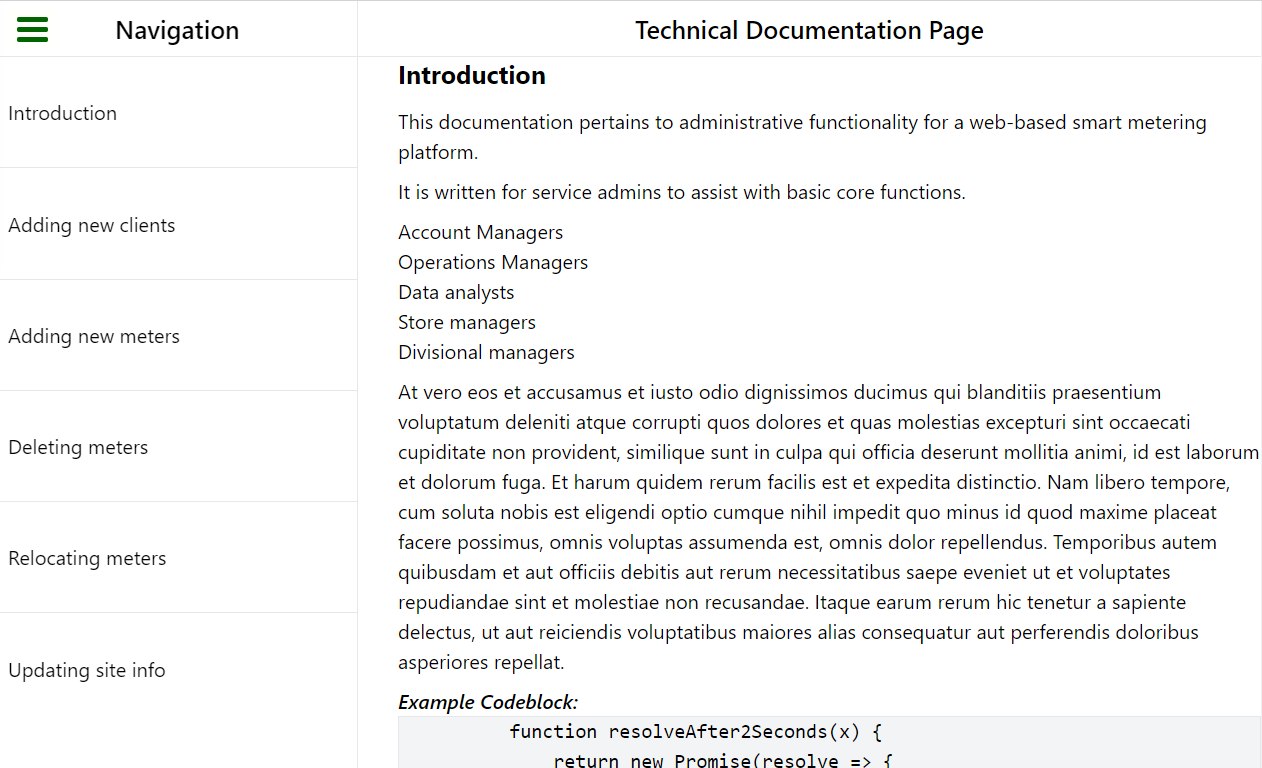 Navigation
Technical Documentation Page
Introduction
Adding new clients
Adding new meters
Deleting meters
Relocating meters
Updating site info
Introduction
This documentation pertains to administrative functionality for a web-based smart metering
platform.
It is written for service admins to assist with basic core functions.
Account Managers
Operations Managers
Data analysts
Store managers
Divisional managers
At vero eos et accusamus et iusto odio dignissimos ducimus qui blanditiis praesentium
voluptatum deleniti atque corrupti quos dolores et quas molestias excepturi sint occaecati
cupiditate non provident, similique sunt in culpa qui officia deserunt mollitia animi, id est laborum
et dolorum fuga. Et harum quidem rerum facilis est et expedita distinctio. Nam libero tempore,
cum soluta nobis est eligendi optio cumque nihil impedit quo minus id quod maxime placeat
facere possimus, omnis voluptas assumenda est, omnis dolor repellendus. Temporibus autem
quibusdam et aut officiis debitis aut rerum necessitatibus saepe eveniet ut et voluptates
repudiandae sint et molestiae non recusandae. Itaque earum rerum hic tenetur a sapiente
delectus, ut aut reiciendis voluptatibus maiores alias consequatur aut perferendis doloribus
asperiores repellat.
Example Codeblock:
function resolveAfter2Seconds(x) {
return new Promise(resolve => {